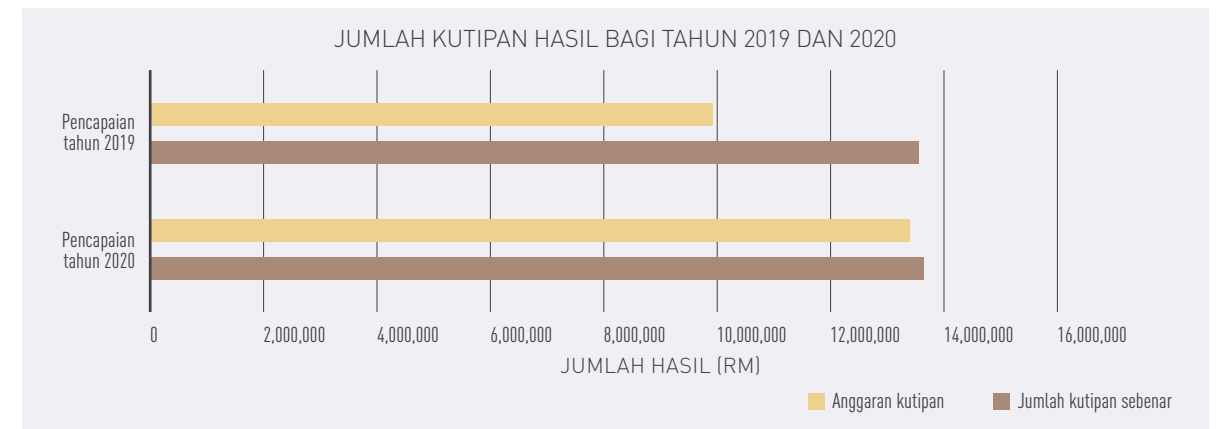 JUMLAH KUTIPAN HASIL BAGI TAHUN 2019 DAN 2020
Pencapaian
tahun 2019
Pencapaian
tahun 2020
0
2,000,000
4,000,000
6,000,000
8,000,000
10,000,000
12,000,000
14,000,000
16,000,000
JUMLAH HASIL (RM)
Anggaran kutipan
Jumlah kutipan sebenar